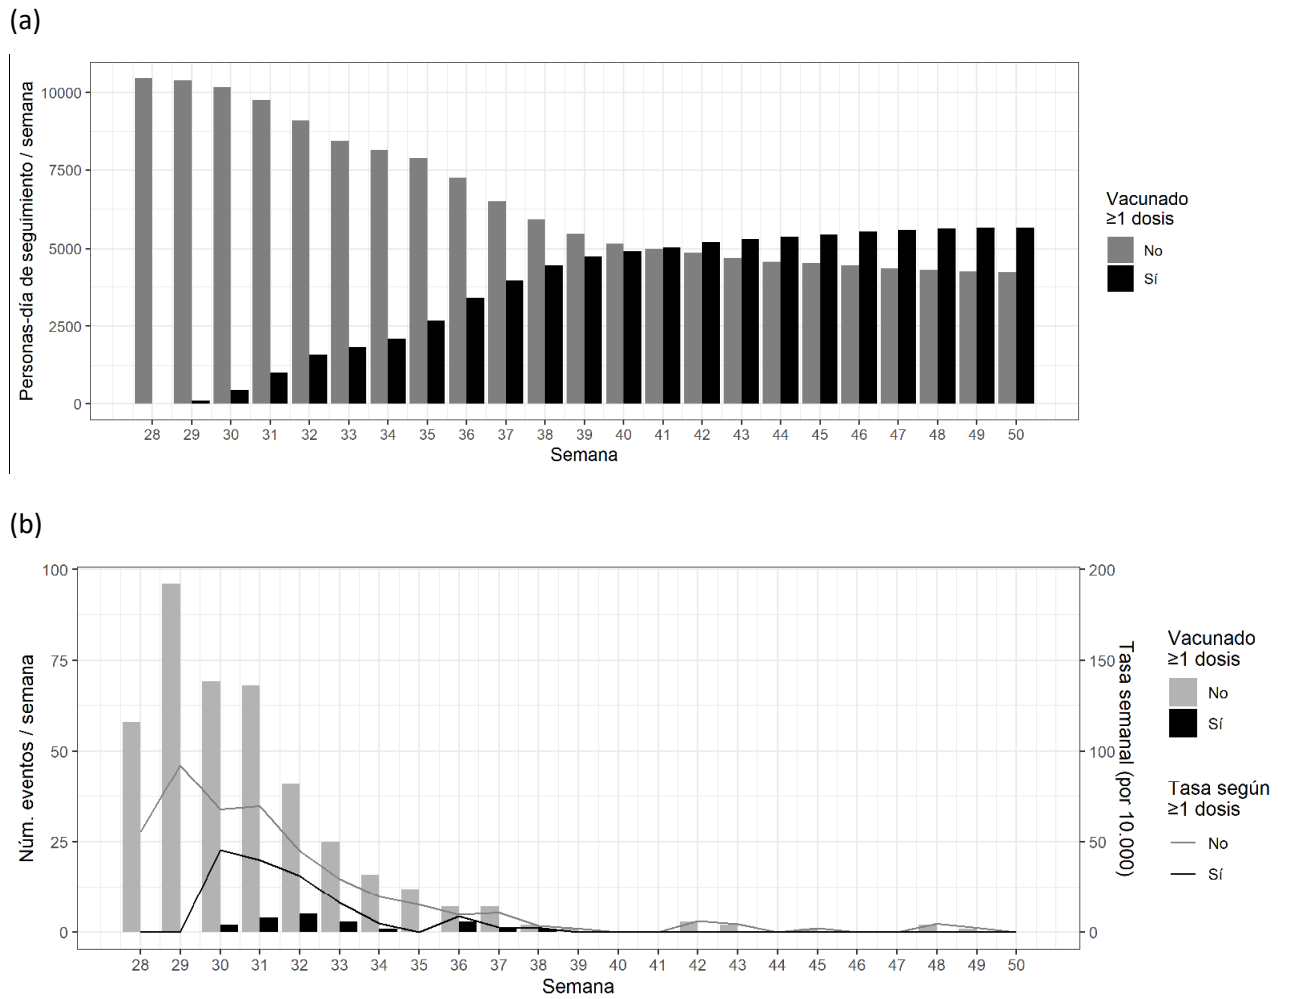 (a)
Personas-día de seguimiento / semana
10000
7500
5000
2500
0
28 29 30 31 32 33 34 35 36 37 38 39 40 41 42 43 44 45 46 47 48 49 50
Semana
Vacunado
≥1 dosis
No
Sí
(b)
Núm. eventos / semana
100
75
50
25
0
28 29 30 31 32 33 34 35 36 37 38 39 40 41 42 43 44 45 46 47 48 49 50
Semana
200
150
100
50
0
Tasa semanal (por 10.000)
Vacunado
≥1 dosis
No
Sí
Tasa según
≥1 dosis
No
Sí